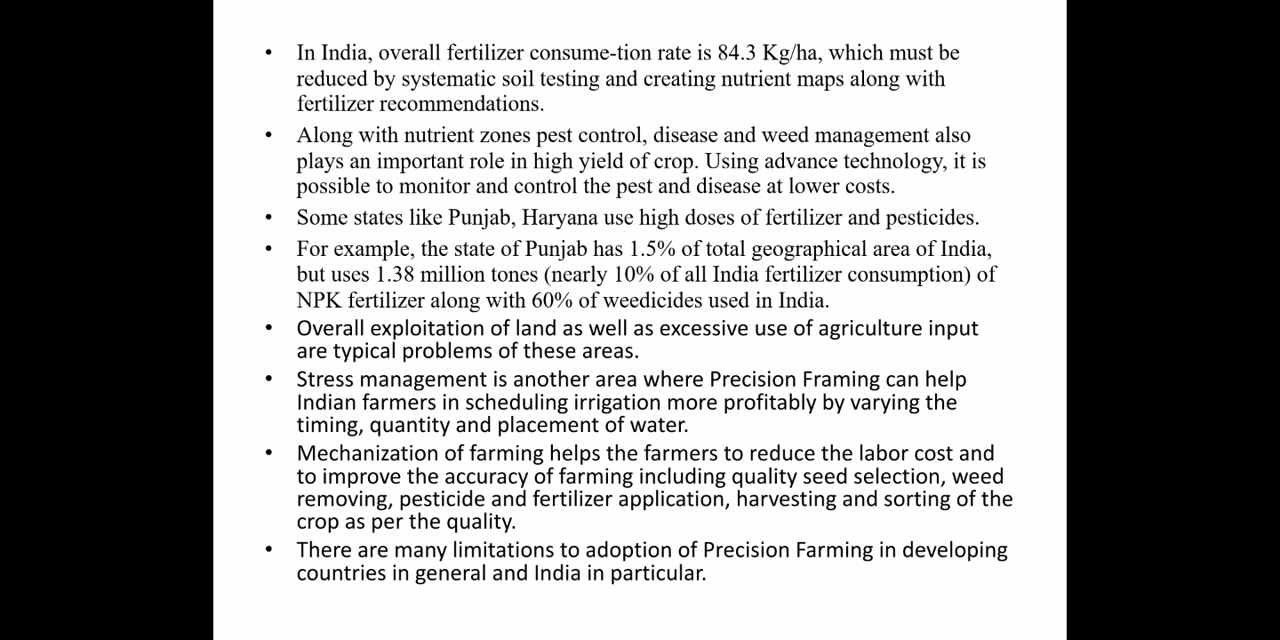 • In India, overall fertilizer consume-tion rate is 84.3 Kg/ha, which must be
reduced by systematic soil testing and creating nutrient maps along with
fertilizer recommendations.
• Along with nutrient zones pest control, disease and weed management also
plays an important role in high yield of crop. Using advance technology, it is
possible to monitor and control the pest and disease at lower costs.
• Some states like Punjab, Haryana use high doses of fertilizer and pesticides.
• For example, the state of Punjab has 1.5% of total geographical area of India,
but uses 1.38 million tones (nearly 10% of all India fertilizer consumption) of
NPK fertilizer along with 60% of weedicides used in India.
• Overall exploitation of land as well as excessive use of agriculture input
are typical problems of these areas.
• Stress management is another area where Precision Framing can help
Indian farmers in scheduling irrigation more profitably by varying the
timing, quantity and placement of water.
• Mechanization of farming helps the farmers to reduce the labor cost and
to improve the accuracy of farming including quality seed selection, weed
removing, pesticide and fertilizer application, harvesting and sorting of the
crop as per the quality.
• There are many limitations to adoption of Precision Farming in developing
countries in general and India in particular.